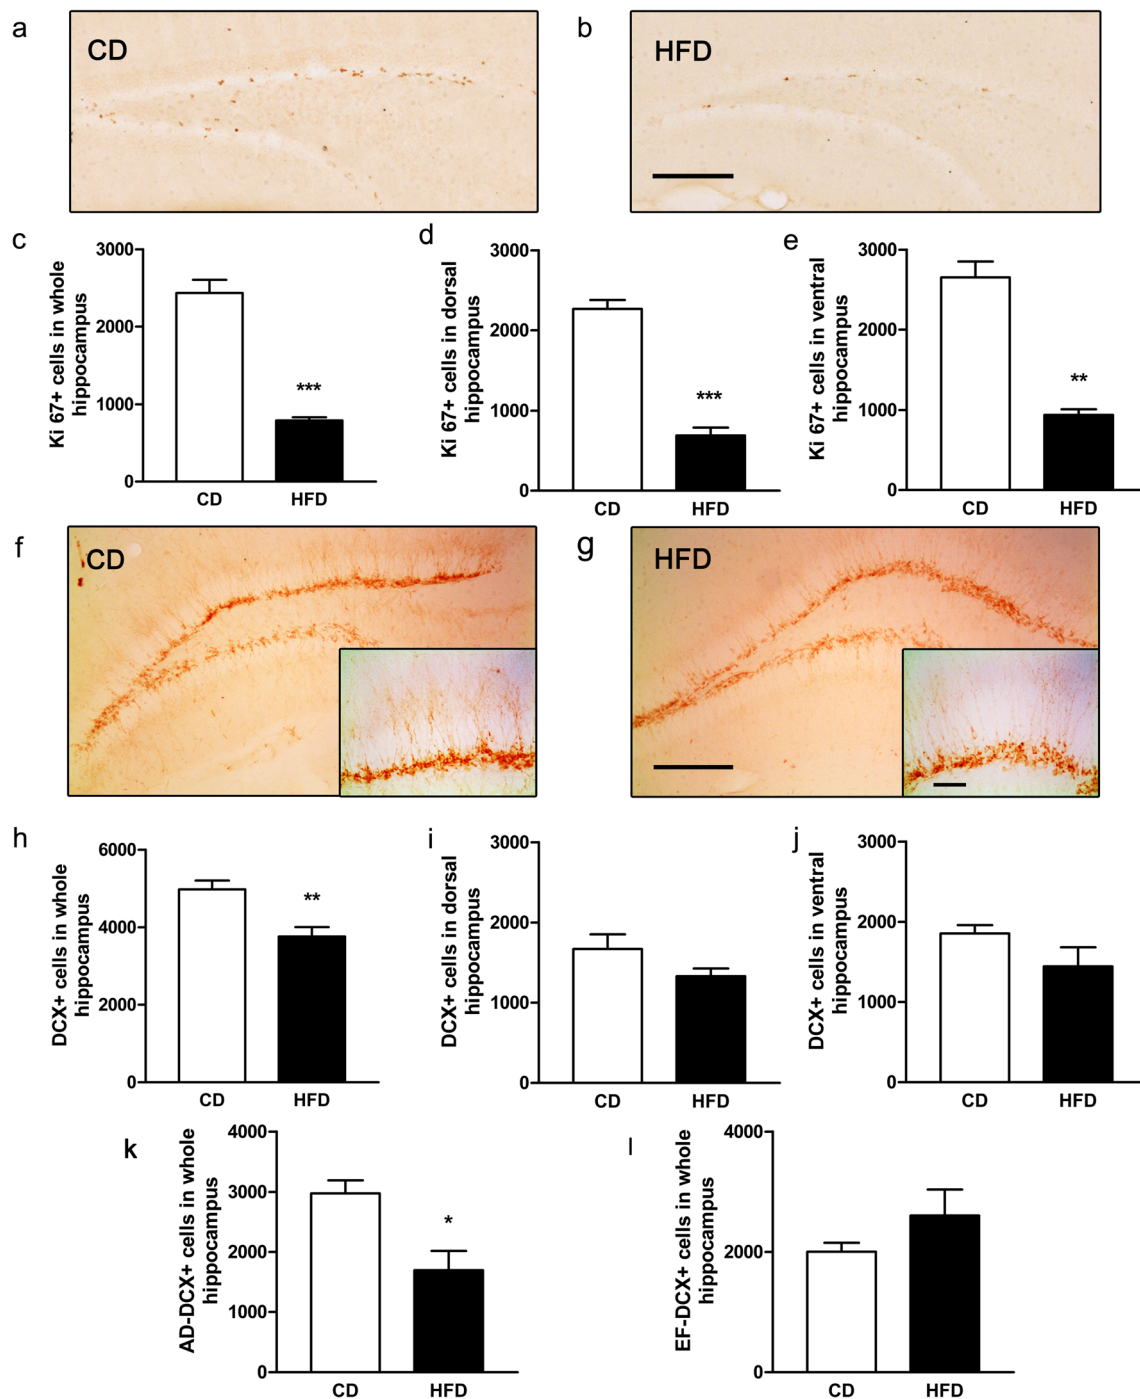 a
CD
b
HFD
c
Ki 67+ cells in whole
hippocampus
3000
2000
1000
0
***
CD
HFD
d
Ki 67+ cells in dorsal
hippocampus
3000
2000
1000
0
***
CD
HFD
e
Ki 67+ cells in ventral
hippocampus
3000
2000
1000
0
**
CD
HFD
f
CD
g
HFD
h
DCX+ cells in whole
hippocampus
6000
4000
2000
0
**
CD
HFD
i
DCX+ cells in dorsal
hippocampus
3000
2000
1000
0
CD
HFD
j
DCX+ cells in ventral
hippocampus
3000
2000
1000
0
CD
HFD
k
AD-DCX+ cells in whole
hippocampus
4000
3000
2000
1000
0
*
CD
HFD
l
EF-DCX+ cells in whole
hippocampus
4000
2000
0
CD
HFD